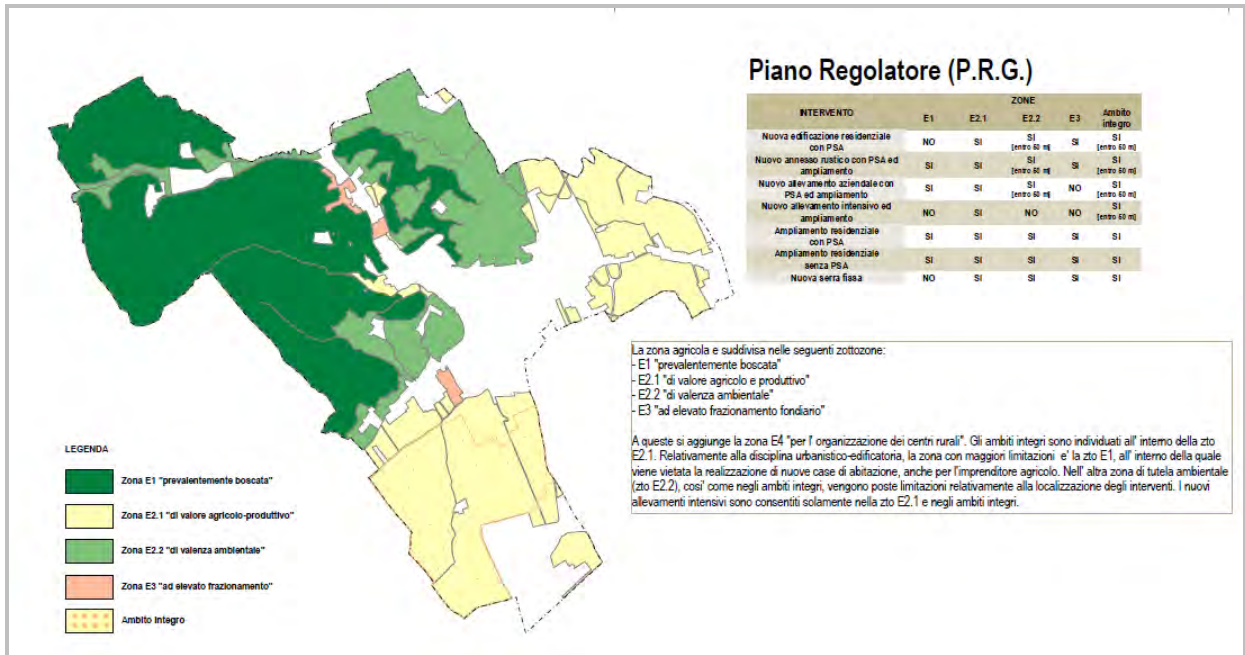 Piano Regolatore (P.R.G.)
INTERVENTO
ZONE
E1 E2.1 E2.2 E3 Ambito integro
Nuova edificazione residenziale con PSA NO SI SI [entro 60 m] SI SI [entro 60 m]
Nuovo annesso rustico con PSA ed ampliamento SI SI SI [entro 60 m] SI SI [entro 60 m]
Nuovo allevamento aziendale con PSA ed ampliamento SI SI SI [entro 60 m] NO SI [entro 60 m]
Nuovo allevamento intensivo ed ampliamento NO SI NO NO SI [entro 60 m]
Ampliamento residenziale con PSA SI SI SI SI SI
Ampliamento residenziale senza PSA SI SI SI SI SI
Nuova serra fissa NO SI SI SI SI
La zona agricola e suddivisa nelle seguenti zottozone:
- E1 "prevalentemente boscata"
- E2.1 "di valore agricolo e produttivo"
- E2.2 "di valenza ambientale"
- E3 "ad elevato frazionamento fondiario"
A queste si aggiunge la zona E4 "per l' organizzazione dei centri rurali". Gli ambiti integri sono individuati all' interno della zto
E2.1. Relativamente alla disciplina urbanistico-edificatoria, la zona con maggiori limitazioni e' la zto E1, all' interno della quale
viene vietata la realizzazione di nuove case di abitazione, anche per l'imprenditore agricolo. Nell' altra zona di tutela ambientale
(zto E2.2), cosi' come negli ambiti integri, vengono poste limitazioni relativamente alla localizzazione degli interventi. I nuovi
allevamenti intensivi sono consentiti solamente nella zto E2.1 e negli ambiti integri.
LEGENDA
Zona E1 "prevalentemente boscata"
Zona E2.1 "di valore agricolo-produttivo"
Zona E2.2 "di valenza ambientale"
Zona E3 "ad elevato frazionamento"
Ambito Integro